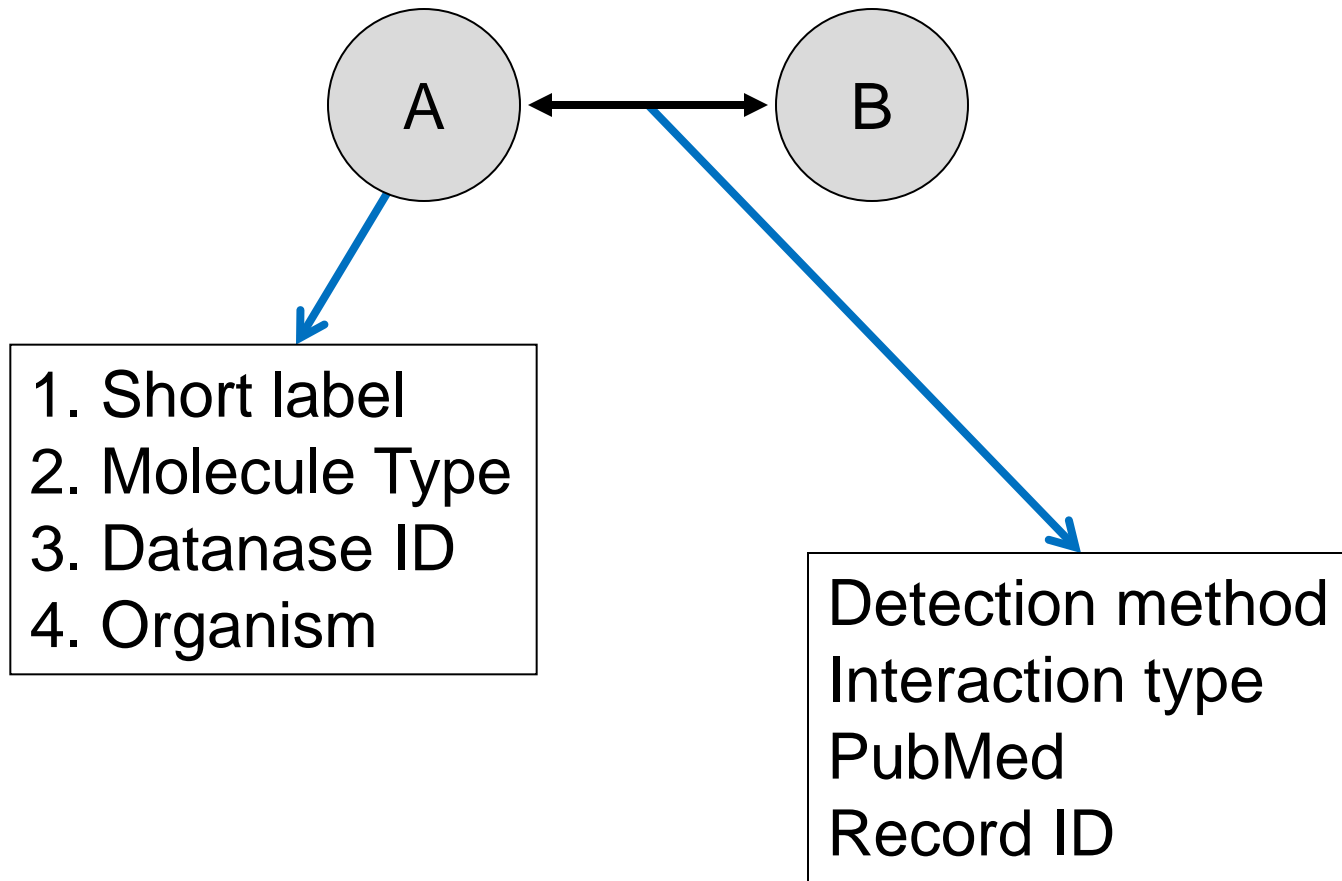 A
B
1. Short label
2. Molecule Type
3. Datanase ID
4. Organism
Detection method
Interaction type
PubMed
Record ID